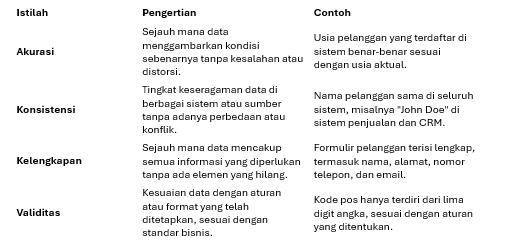 Istilah Pengertian Contoh
Akurasi
Sejauh mana data
menggambarkan kondisi
sebenarnya tanpa kesalahan atau
distorsi.
Usia pelanggan yang terdaftar di
sistem benar-benar sesuai
dengan usia aktual.
Konsistensi
Tingkat keseragaman data di
berbagai sistem atau sumber
tanpa adanya perbedaan atau
konflik.
Nama pelanggan sama di seluruh
sistem, misalnya "John Doe" di
sistem penjualan dan CRM.
Kelengkapan
Sejauh mana data mencakup
semua informasi yang diperlukan
tanpa ada elemen yang hilang.
Formulir pelanggan terisi lengkap,
termasuk nama, alamat, nomor
telepon, dan email.
Validitas
Kesuaian data dengan aturan
atau format yang telah
ditetapkan, sesuai dengan
standar bisnis.
Kode pos hanya terdiri dari lima
digit angka, sesuai dengan aturan
yang ditentukan.